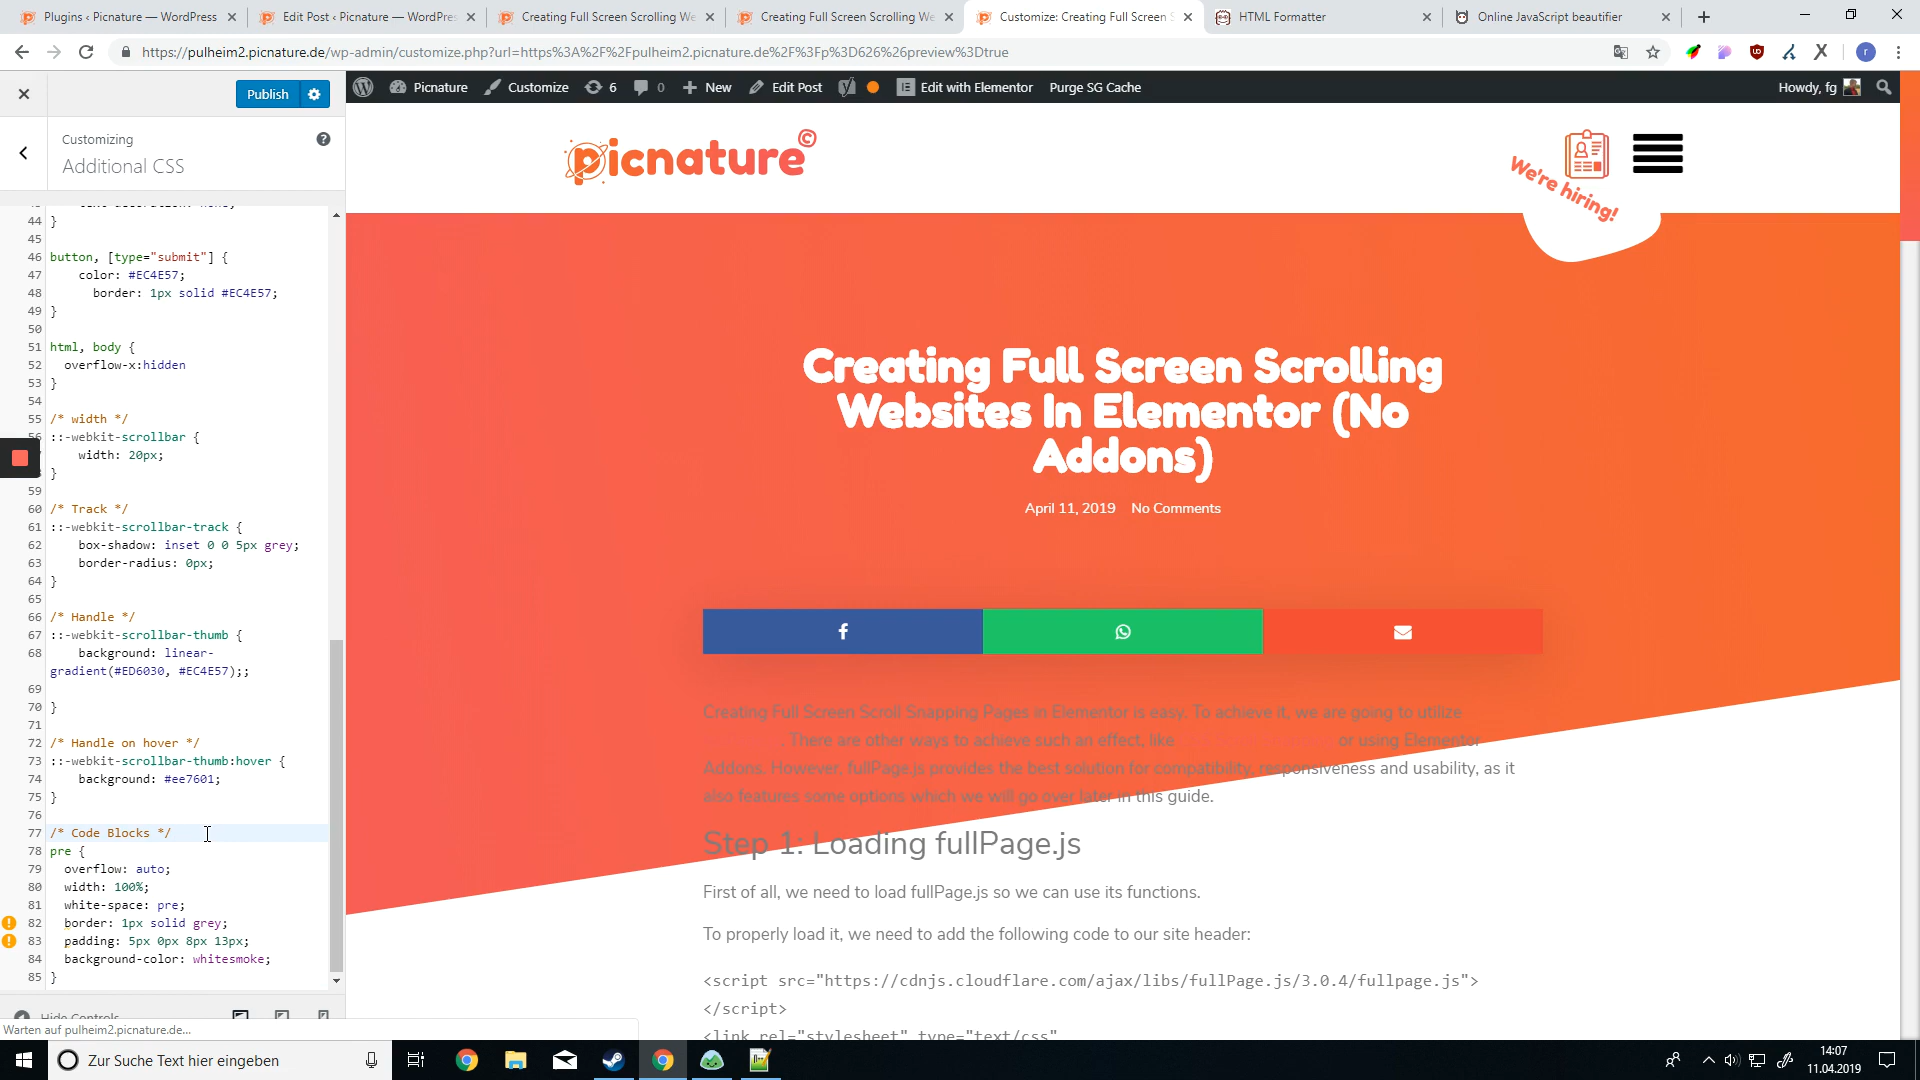 Plugins ‹ Picnature — WordPress
Edit Post ‹ Picnature — WordPres
Creating Full Screen Scrolling We
Creating Full Screen Scrolling We
Customize: Creating Full Screen S
HTML Formatter
Online JavaScript beautifier
https://pulheim2.picnature.de/wp-admin/customize.php?url=https%3A%2F%2Fpulheim2.picnature.de%2F%3Fp%3D626%26preview%3Dtrue
r
Publish
Picnature
Customize
6
0
New
Edit Post
Edit with Elementor
Purge SG Cache
Howdy, fg
Customizing
Additional CSS
44 }
45
46 button, [type="submit"] {
47 color: #EC4E57;
48 border: 1px solid #EC4E57;
49 }
50
51 html, body {
52 overflow-x:hidden
53 }
54
55 /* width */
56 ::-webkit-scrollbar {
width: 20px;
}
59
60 /* Track */
61 ::-webkit-scrollbar-track {
62 box-shadow: inset 0 0 5px grey;
63 border-radius: 0px;
64 }
65
66 /* Handle */
67 ::-webkit-scrollbar-thumb {
68 background: linear-
gradient(#ED6030, #EC4E57);;
69
70 }
71
72 /* Handle on hover */
73 ::-webkit-scrollbar-thumb:hover {
74 background: #ee7601;
75 }
76
77 /* Code Blocks */
78 pre {
79 overflow: auto;
80 width: 100%;
81 white-space: pre;
82 border: 1px solid grey;
83 padding: 5px 0px 8px 13px;
84 background-color: whitesmoke;
85 }
Hide Controls
Warten auf pulheim2.picnature.de...
picnature©
We're hiring!
Creating Full Screen Scrolling
Websites In Elementor (No
Addons)
April 11, 2019 No Comments
Creating Full Screen Scroll Snapping Pages in Elementor is easy. To achieve it, we are going to utilize
. There are other ways to achieve such an effect, like or using Elementor
Addons. However, fullPage.js provides the best solution for compatibility, responsiveness and usability, as it
also features some options which we will go over later in this guide.
Step 1: Loading fullPage.js
First of all, we need to load fullPage.js so we can use its functions.
To properly load it, we need to add the following code to our site header:
<script src="https://cdnjs.cloudflare.com/ajax/libs/fullPage.js/3.0.4/fullpage.js">
</script>
<link rel="stylesheet" type="text/css"
Zur Suche Text hier eingeben
14:07
11.04.2019